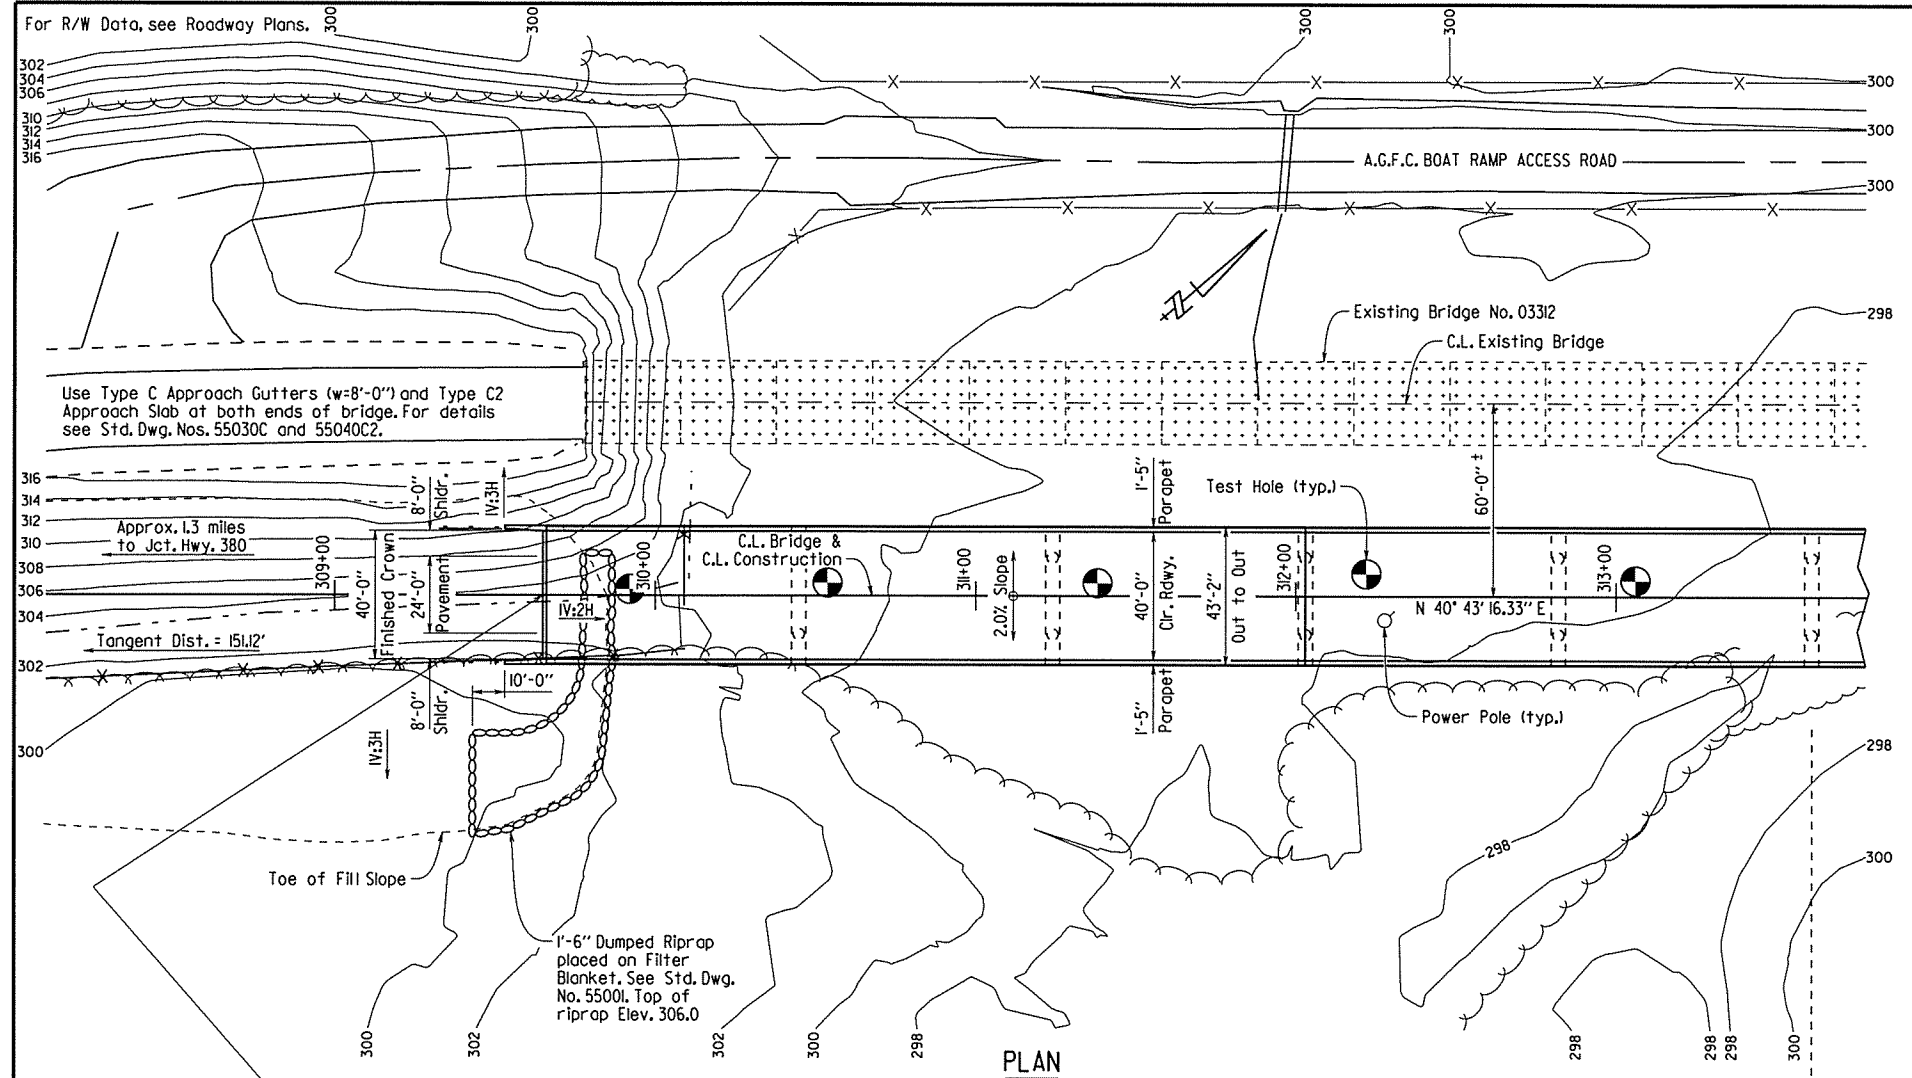 For R/W Data, see Roadway Plans.
300
300
300
300
302
304
306
310
312
314
316
300
300
300
A.G.F.C. BOAT RAMP ACCESS ROAD
N
Existing Bridge No. 03312
C.L. Existing Bridge
298
Use Type C Approach Gutters (w=8'-0") and Type C2
Approach Slab at both ends of bridge. For details
see Std. Dwg. Nos. 55030C and 55040C2.
316
314
312
310
308
306
304
302
300
Approx. 1.3 miles
to Jct. Hwy. 380
309+00
40'-0"
Finished Crown
24'-0"
Pavement
8'-0"
Shldr.
1V:3H
1V:2H
310+00
C.L. Bridge &
C.L. Construction
311+00
2.0% Slope
1'-5"
Parapet
40'-0"
Clr. Rdwy.
43'-2"
Out to Out
312+00
Test Hole (typ.)
60'-0" ±
313+00
N 40° 43' 16.33" E
Tangent Dist. = 151.12'
10'-0"
8'-0"
Shldr.
1V:3H
1'-5"
Parapet
Power Pole (typ.)
298
298
300
Toe of Fill Slope
1'-6" Dumped Riprap
placed on Filter
Blanket. See Std. Dwg.
No. 55001. Top of
riprap Elev. 306.0
300
302
302
300
298
298
298
298
300
PLAN